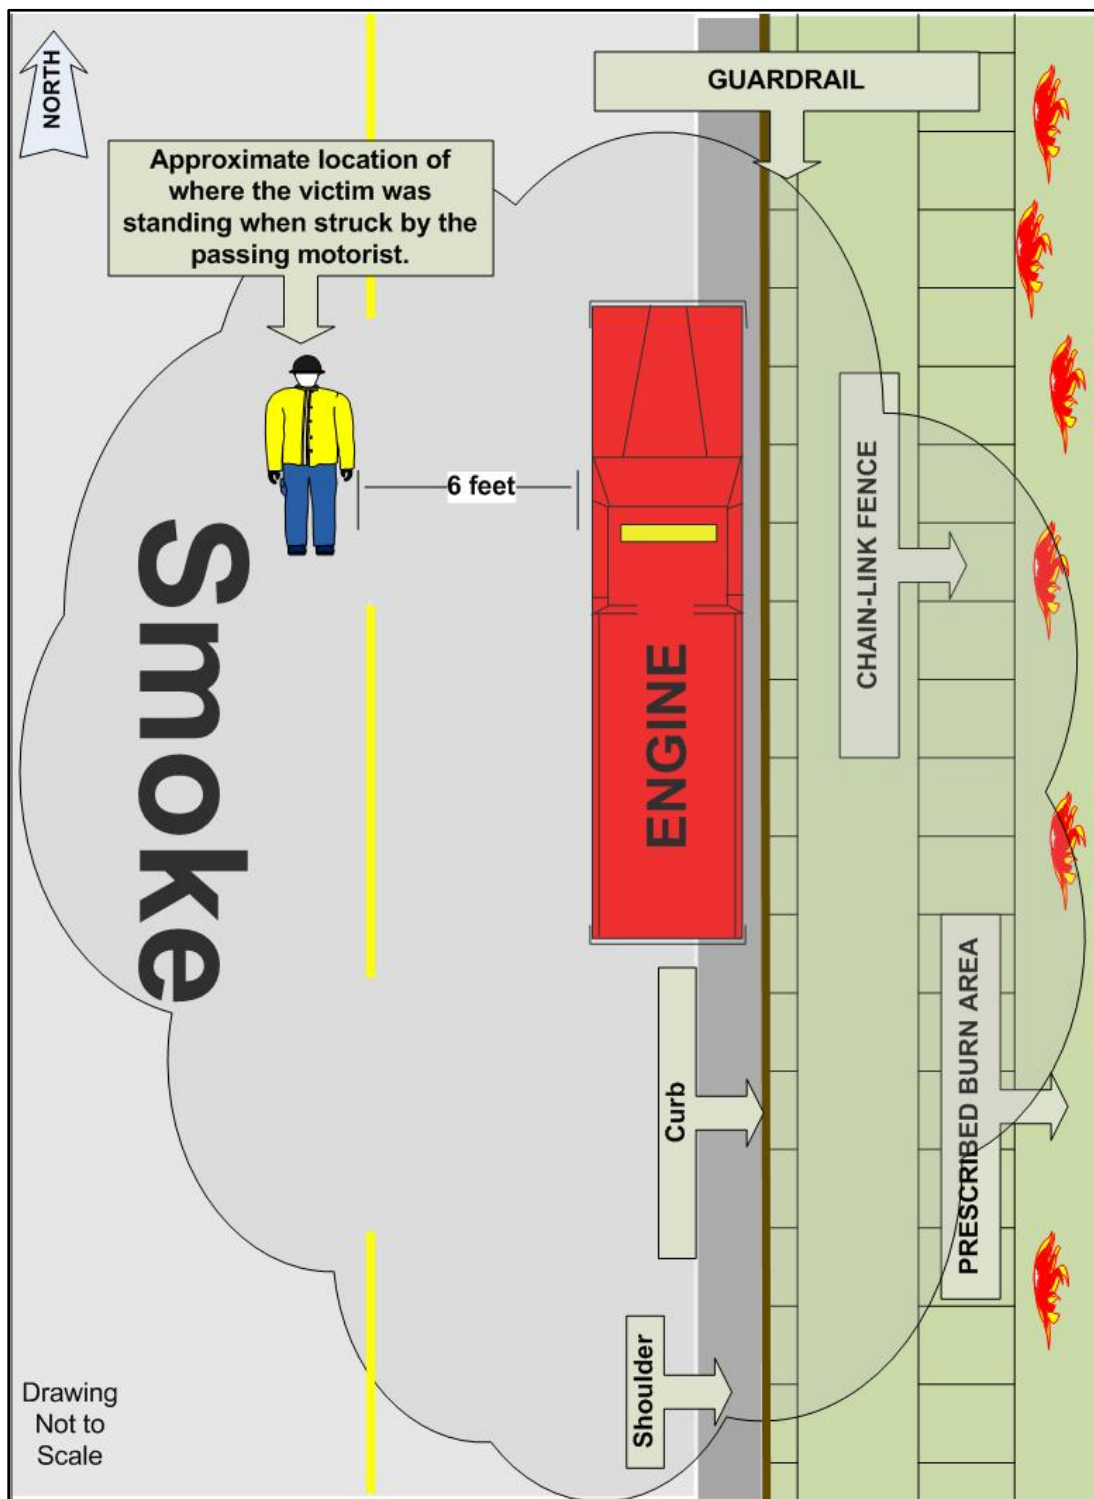 NORTH
GUARDRAIL
Approximate location of
where the victim was
standing when struck by the
passing motorist.
6 feet
Smoke
ENGINE
CHAIN-LINK FENCE
PRESCRIBED BURN AREA
Curb
Shoulder
Drawing
Not to
Scale